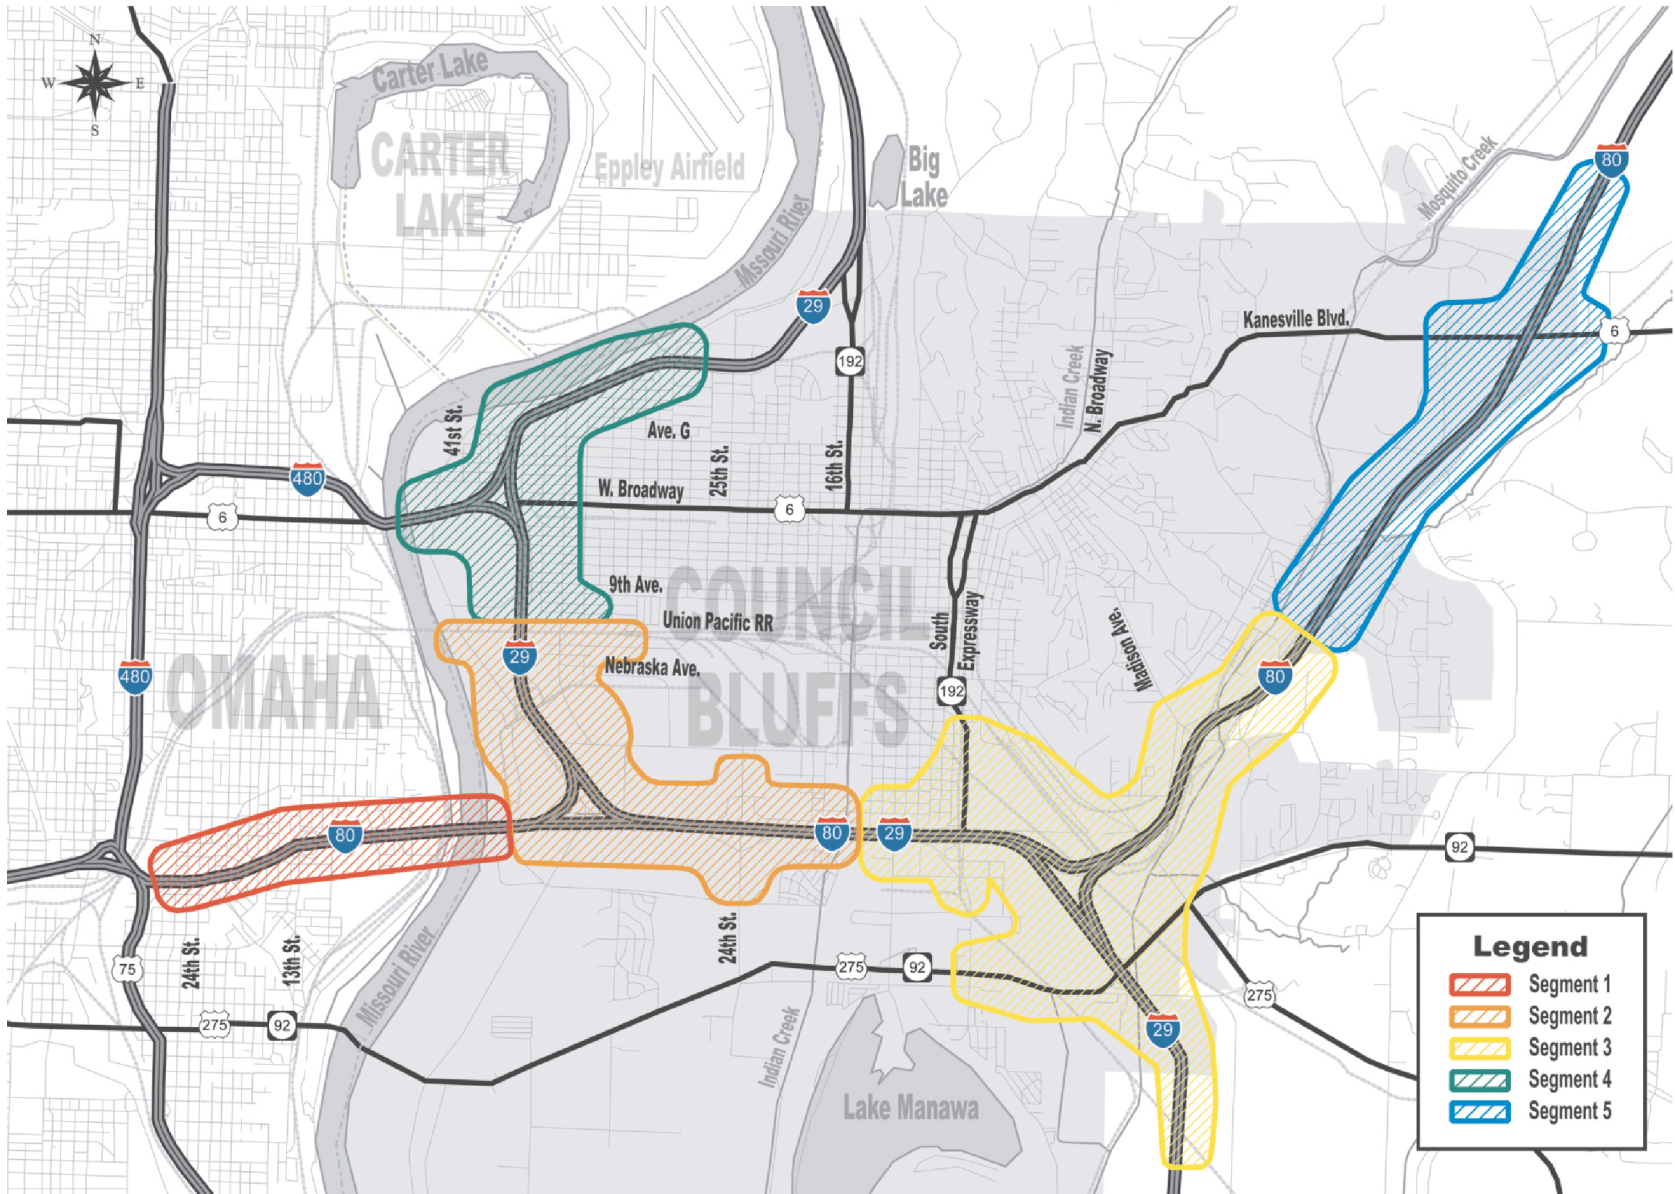 N
W
E
S
Carter Lake
CARTER
LAKE
Eppley Airfield
Missouri River
Big
Lake
Mosquito Creek
80
29
192
Kanesville Blvd.
6
Indian Creek
N. Broadway
41st St.
Ave. G
25th St.
16th St.
480
6
W. Broadway
6
9th Ave.
COUNCIL
BLUFFS
Union Pacific RR
Nebraska Ave.
South
Expressway
Madison Ave.
OMAHA
480
29
192
80
80
80
29
92
24th St.
13th St.
75
Missouri River
24th St.
275
92
275
275
92
Indian Creek
Lake Manawa
29
Legend
Segment 1
Segment 2
Segment 3
Segment 4
Segment 5